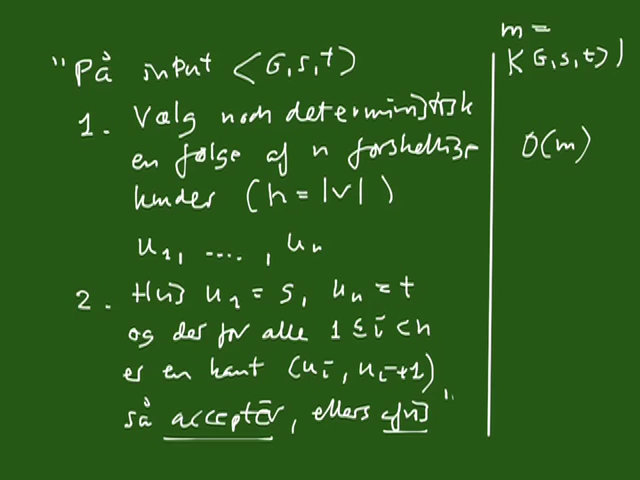 "På input ⟨G, s, t⟩
1. Vælg nondeterministisk
en følge af n forskellige
knuder (n = |V|)
u₁, ...., uₙ
2. Hvis u₁ = s, uₙ = t
og der for alle 1 ≤ i < n
er en kant (uᵢ, uᵢ₊₁)
så accepter, ellers afvis"
m =
|⟨G, s, t⟩|
O(m)